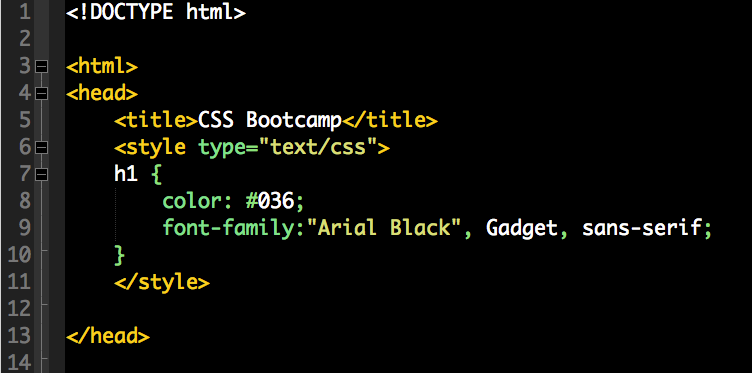 1 <!DOCTYPE html>
2
3 <html>
4 <head>
5 <title>CSS Bootcamp</title>
6 <style type="text/css">
7 h1 {
8 color: #036;
9 font-family:"Arial Black", Gadget, sans-serif;
10 }
11 </style>
12
13 </head>
14